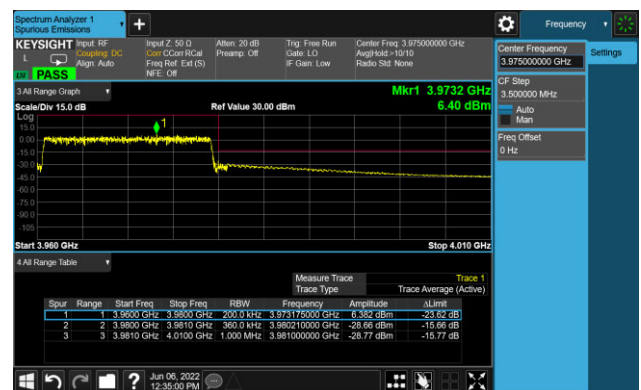 Spectrum Analyzer 1
Spurious Emissions
Frequency
KEYSIGHT Input: RF Input Z: 50 Ω Atten: 20 dB Trig: Free Run Center Freq: 3.975000000 GHz
L Coupling: DC Corr CCorr RCal Preamp: Off Gate: LO Avg|Hold:>10/10
Align: Auto Freq Ref: Ext (S) IF Gain: Low Radio Std: None
PASS NFE: Off
Center Frequency
3.975000000 GHz
Settings
CF Step
3.500000 MHz
Auto
Man
Freq Offset
0 Hz
3 All Range Graph
Mkr1 3.9732 GHz
Scale/Div 15.0 dB Ref Value 30.00 dBm 6.40 dBm
Log
15.0
0.00
-15.0
-30.0
-45.0
-60.0
-75.0
-90.0
-105
1
Start 3.960 GHz Stop 4.010 GHz
4 All Range Table
Measure Trace Trace 1
Trace Type Trace Average (Active)
Spur Range Start Freq Stop Freq RBW Frequency Amplitude ΔLimit
1 1 3.9600 GHz 3.9800 GHz 200.0 kHz 3.973175000 GHz 6.382 dBm -23.62 dB
2 2 3.9800 GHz 3.9810 GHz 360.0 kHz 3.980210000 GHz -28.66 dBm -15.66 dB
3 3 3.9810 GHz 4.0100 GHz 1.000 MHz 3.981000000 GHz -28.77 dBm -15.77 dB
? Jun 06, 2022
12:35:00 PM